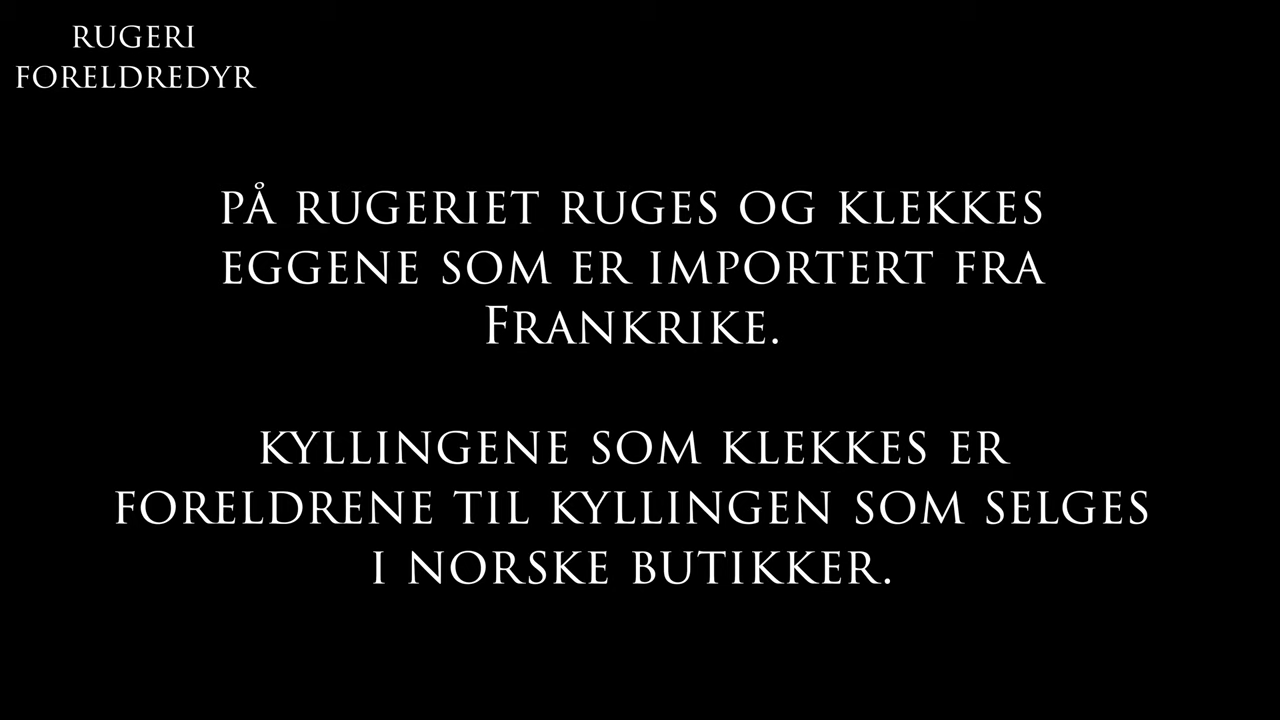 RUGERI
FORELDREDYR
PÅ RUGERIET RUGES OG KLEKKES
EGGENE SOM ER IMPORTERT FRA
FRANKRIKE.
KYLLINGENE SOM KLEKKES ER
FORELDRENE TIL KYLLINGEN SOM SELGES
I NORSKE BUTIKKER.